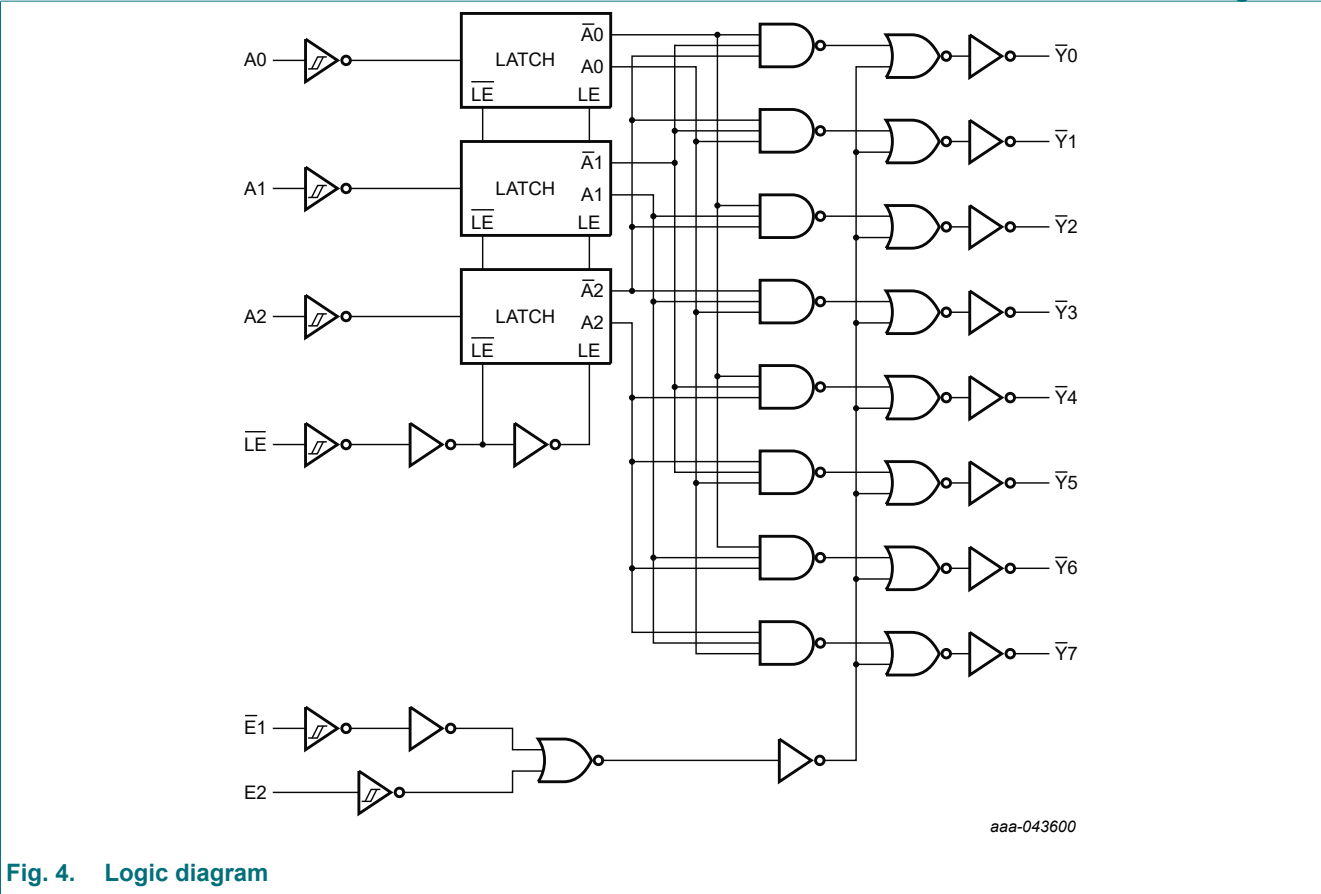 A0
LATCH
A̅0
A0
L̅E̅
LE
Y̅0
A1
LATCH
A̅1
A1
L̅E̅
LE
Y̅1
Y̅2
A2
LATCH
A̅2
A2
L̅E̅
LE
Y̅3
Y̅4
L̅E̅
Y̅5
Y̅6
Y̅7
E̅1
E2
aaa-043600
Fig. 4. Logic diagram